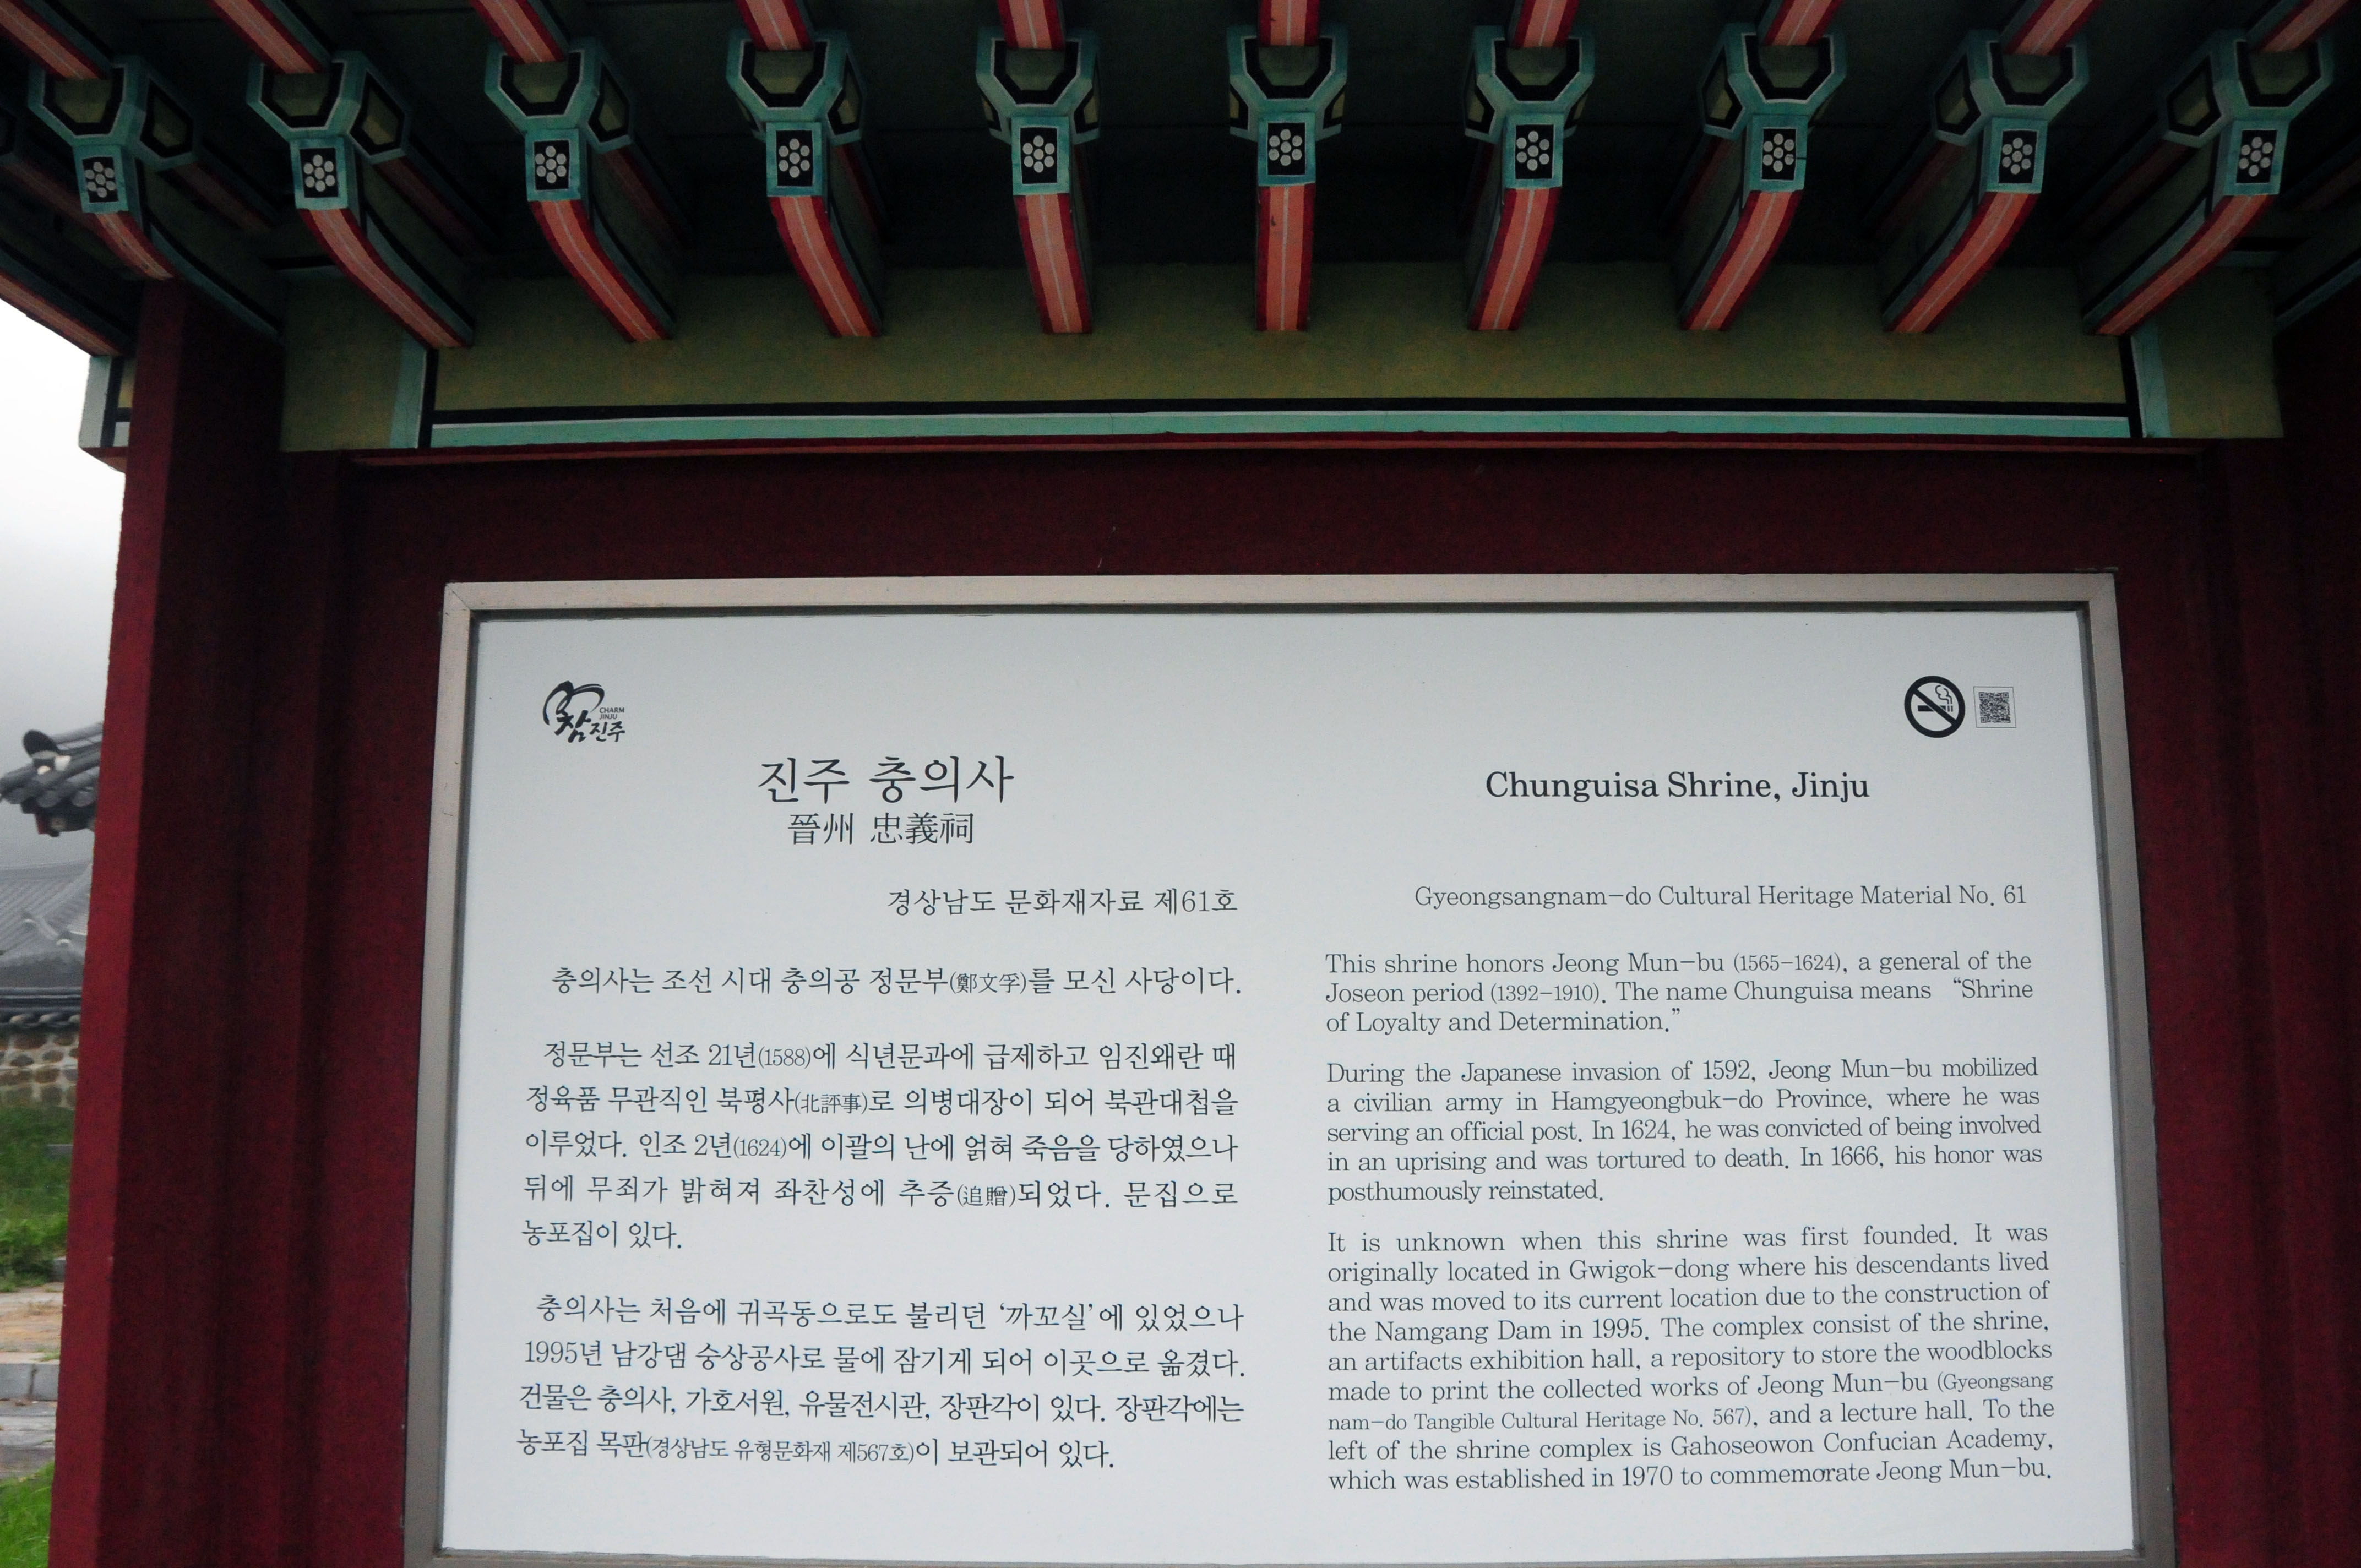 참진주
CHARM
JINJU
진주 충의사
晉州 忠義祠
경상남도 문화재자료 제61호
충의사는 조선 시대 충의공 정문부(鄭文孚)를 모신 사당이다.
정문부는 선조 21년(1588)에 식년문과에 급제하고 임진왜란 때
정육품 무관직인 북평사(北評事)로 의병대장이 되어 북관대첩을
이루었다. 인조 2년(1624)에 이괄의 난에 얽혀 죽음을 당하였으나
뒤에 무죄가 밝혀져 좌찬성에 추증(追贈)되었다. 문집으로
농포집이 있다.
충의사는 처음에 귀곡동으로도 불리던 ‘까꼬실’에 있었으나
1995년 남강댐 숭상공사로 물에 잠기게 되어 이곳으로 옮겼다.
건물은 충의사, 가호서원, 유물전시관, 장판각이 있다. 장판각에는
농포집 목판(경상남도 유형문화재 제567호)이 보관되어 있다.
Chunguisa Shrine, Jinju
Gyeongsangnam-do Cultural Heritage Material No. 61
This shrine honors Jeong Mun-bu (1565-1624), a general of the
Joseon period (1392-1910). The name Chunguisa means “Shrine
of Loyalty and Determination.”
During the Japanese invasion of 1592, Jeong Mun-bu mobilized
a civilian army in Hamgyeongbuk-do Province, where he was
serving an official post. In 1624, he was convicted of being involved
in an uprising and was tortured to death. In 1666, his honor was
posthumously reinstated.
It is unknown when this shrine was first founded. It was
originally located in Gwigok-dong where his descendants lived
and was moved to its current location due to the construction of
the Namgang Dam in 1995. The complex consist of the shrine,
an artifacts exhibition hall, a repository to store the woodblocks
made to print the collected works of Jeong Mun-bu (Gyeongsang
nam-do Tangible Cultural Heritage No. 567), and a lecture hall. To the
left of the shrine complex is Gahoseowon Confucian Academy,
which was established in 1970 to commemorate Jeong Mun-bu.